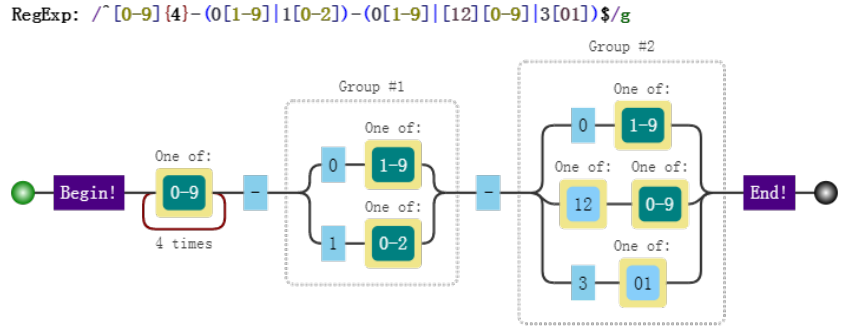 RegExp: /^[0-9]{4}-(0[1-9]|1[0-2])-(0[1-9]|[12][0-9]|3[01])$/g
Group #2
Group #1
One of:
0
1-9
One of:
0
1-9
One of:
One of:
One of:
Begin!
0-9
-
-
12
0-9
End!
One of:
4 times
1
0-2
One of:
3
01